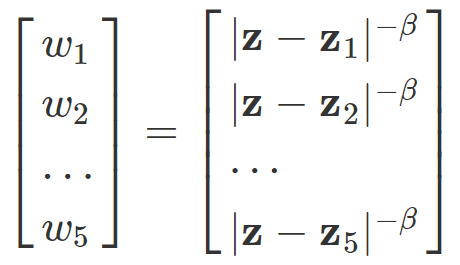 [w₁ w₂ … w₅] = [|𝐳 − 𝐳₁|^{−β} |𝐳 − 𝐳₂|^{−β} … |𝐳 − 𝐳₅|^{−β}]